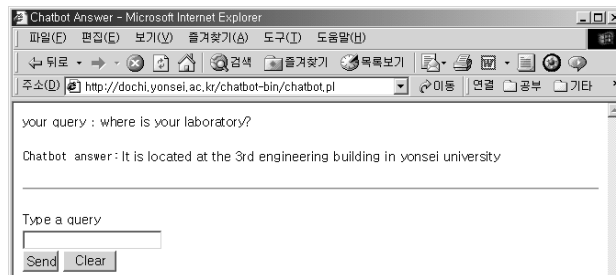 Chatbot Answer - Microsoft Internet Explorer
파일(F) 편집(E) 보기(V) 즐겨찾기(A) 도구(T) 도움말(H)
뒤로 검색 즐겨찾기 목록보기
주소(D) http://dochi.yonsei.ac.kr/chatbot-bin/chatbot.pl 이동 연결 공부 기타
your query : where is your laboratory?
Chatbot answer: It is located at the 3rd engineering building in yonsei university
Type a query
Send Clear